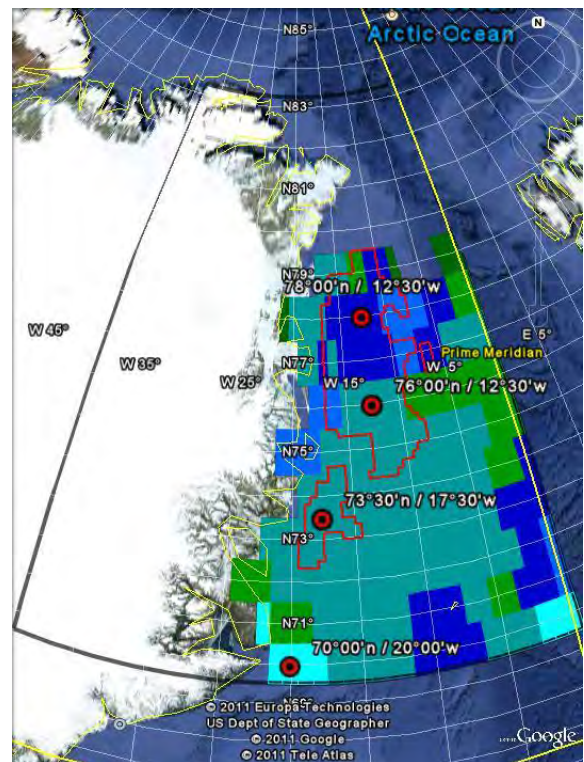 N85°
Arctic Ocean
N
N83°
N81°
N79°
78°00'n / 12°30'w
W 45°
E 5°
W 35°
N77°
Prime Meridian
W 5°
W 25°
W 15°
76°00'n / 12°30'w
N75°
73°30'n / 17°30'w
N73°
N71°
70°00'n / 20°00'w
© 2011 Europa Technologies
US Dept of State Geographer
© 2011 Google
© 2011 Tele Atlas
Google